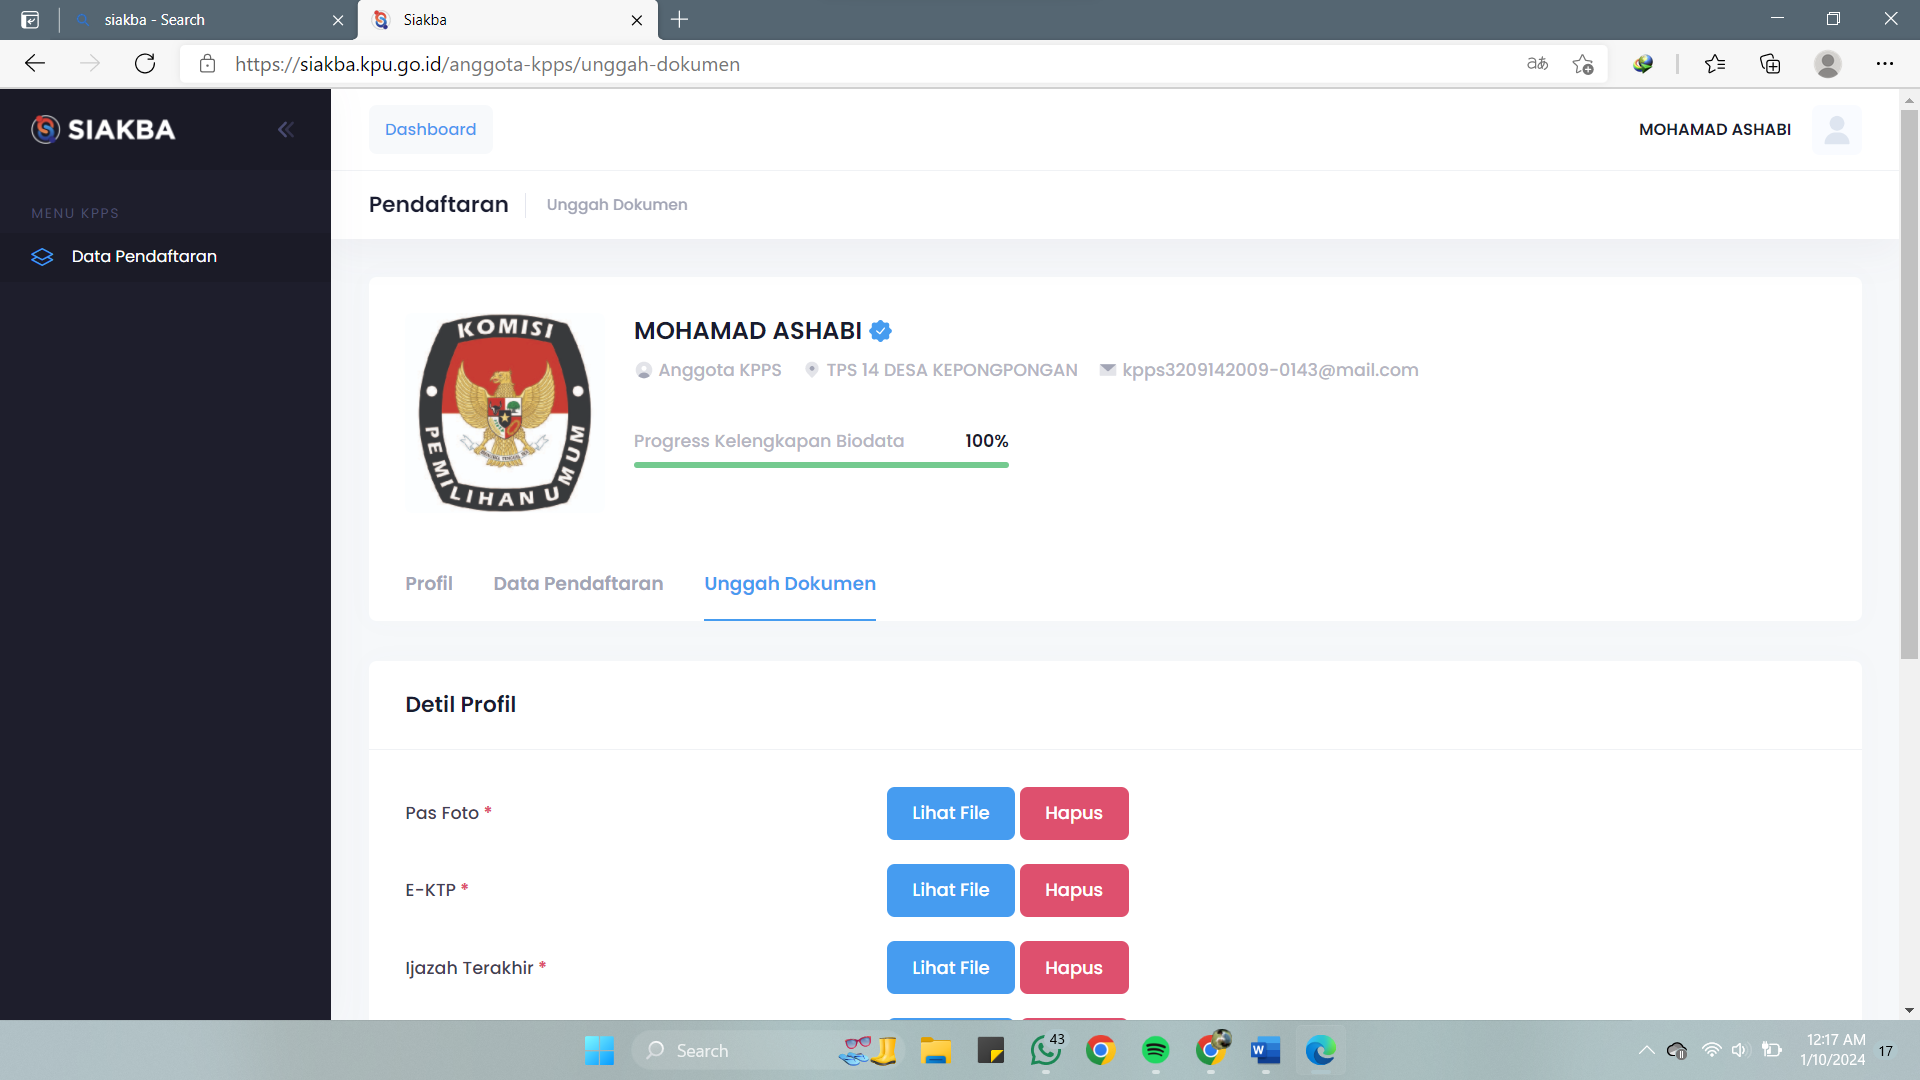 siakba - Search
Siakba
https://siakba.kpu.go.id/anggota-kpps/unggah-dokumen
SIAKBA
Dashboard
MOHAMAD ASHABI
MENU KPPS
Data Pendaftaran
Pendaftaran
Unggah Dokumen
KOMISI
PEMILIHAN UMUM
MOHAMAD ASHABI
Anggota KPPS
TPS 14 DESA KEPONGPONGAN
kpps3209142009-0143@mail.com
Progress Kelengkapan Biodata
100%
Profil
Data Pendaftaran
Unggah Dokumen
Detil Profil
Pas Foto *
Lihat File
Hapus
E-KTP *
Lihat File
Hapus
Ijazah Terakhir *
Lihat File
Hapus
Search
43
12:17 AM
1/10/2024
17